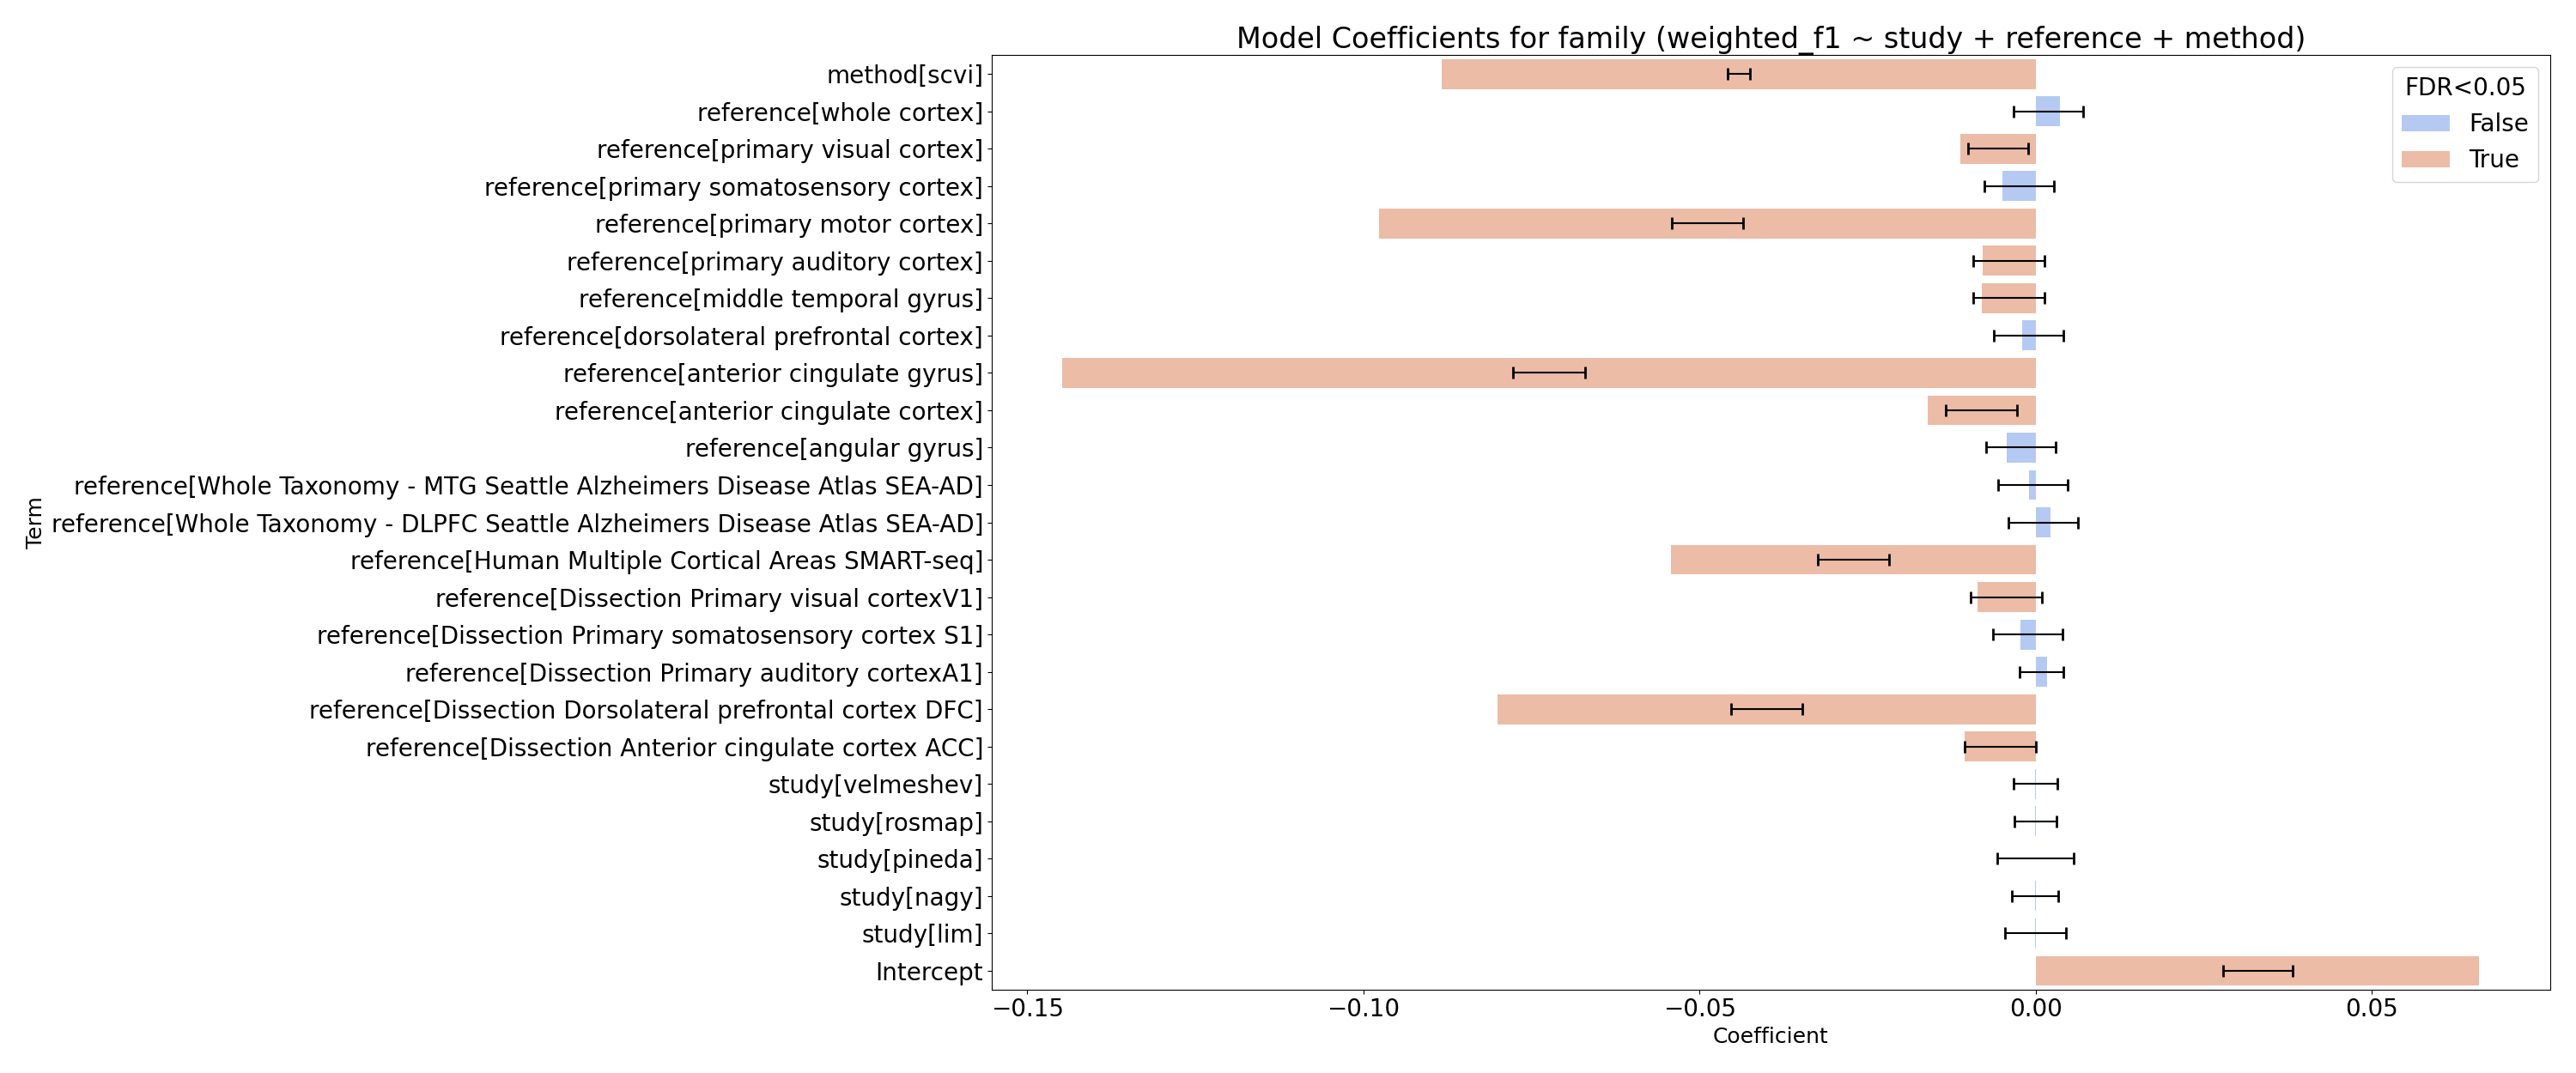 Model Coefficients for family (weighted_f1 ~ study + reference + method)
method[scvi]
reference[whole cortex]
reference[primary visual cortex]
reference[primary somatosensory cortex]
reference[primary motor cortex]
reference[primary auditory cortex]
reference[middle temporal gyrus]
reference[dorsolateral prefrontal cortex]
reference[anterior cingulate gyrus]
reference[anterior cingulate cortex]
reference[angular gyrus]
reference[Whole Taxonomy - MTG Seattle Alzheimers Disease Atlas SEA-AD]
reference[Whole Taxonomy - DLPFC Seattle Alzheimers Disease Atlas SEA-AD]
reference[Human Multiple Cortical Areas SMART-seq]
reference[Dissection Primary visual cortexV1]
reference[Dissection Primary somatosensory cortex S1]
reference[Dissection Primary auditory cortexA1]
reference[Dissection Dorsolateral prefrontal cortex DFC]
reference[Dissection Anterior cingulate cortex ACC]
study[velmeshev]
study[rosmap]
study[pineda]
study[nagy]
study[lim]
Intercept
Term
FDR<0.05
False
True
−0.15 −0.10 −0.05 0.00 0.05
Coefficient